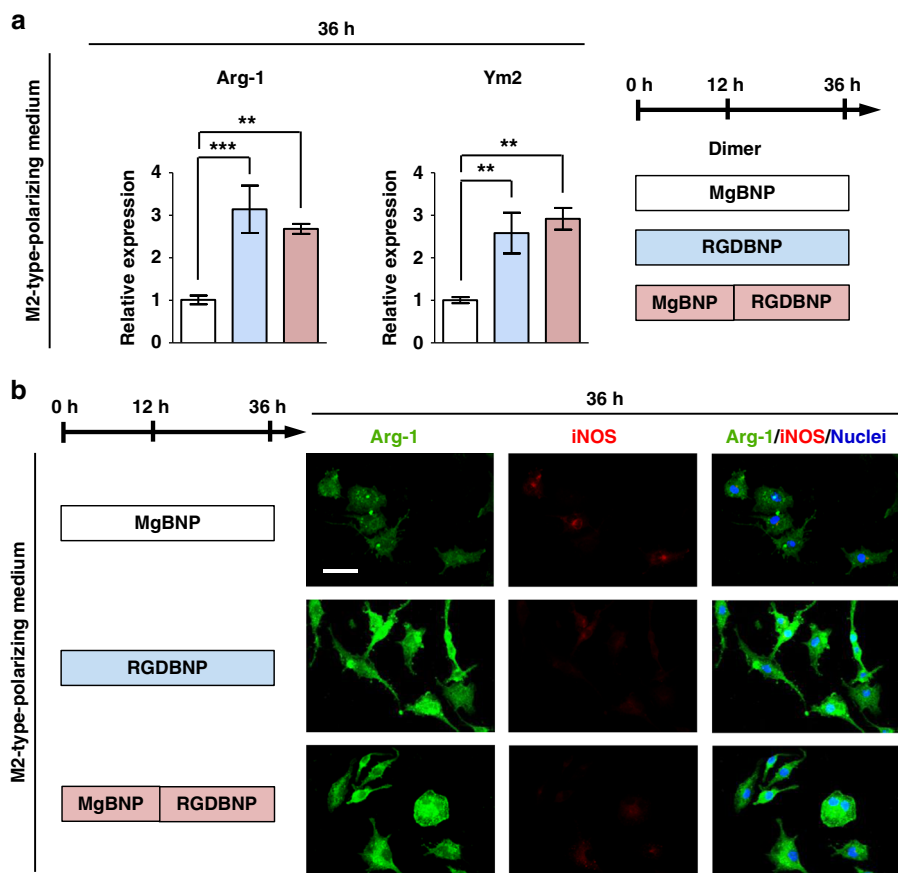 a
36 h
M2-type-polarizing medium
Arg-1
Ym2
Relative expression
4
3
2
1
0
***
**
Relative expression
4
3
2
1
0
**
**
0 h 12 h 36 h
Dimer
MgBNP
RGDBNP
MgBNP RGDBNP
b
0 h 12 h 36 h
36 h
Arg-1 iNOS Arg-1/iNOS/Nuclei
M2-type-polarizing medium
MgBNP
RGDBNP
MgBNP RGDBNP